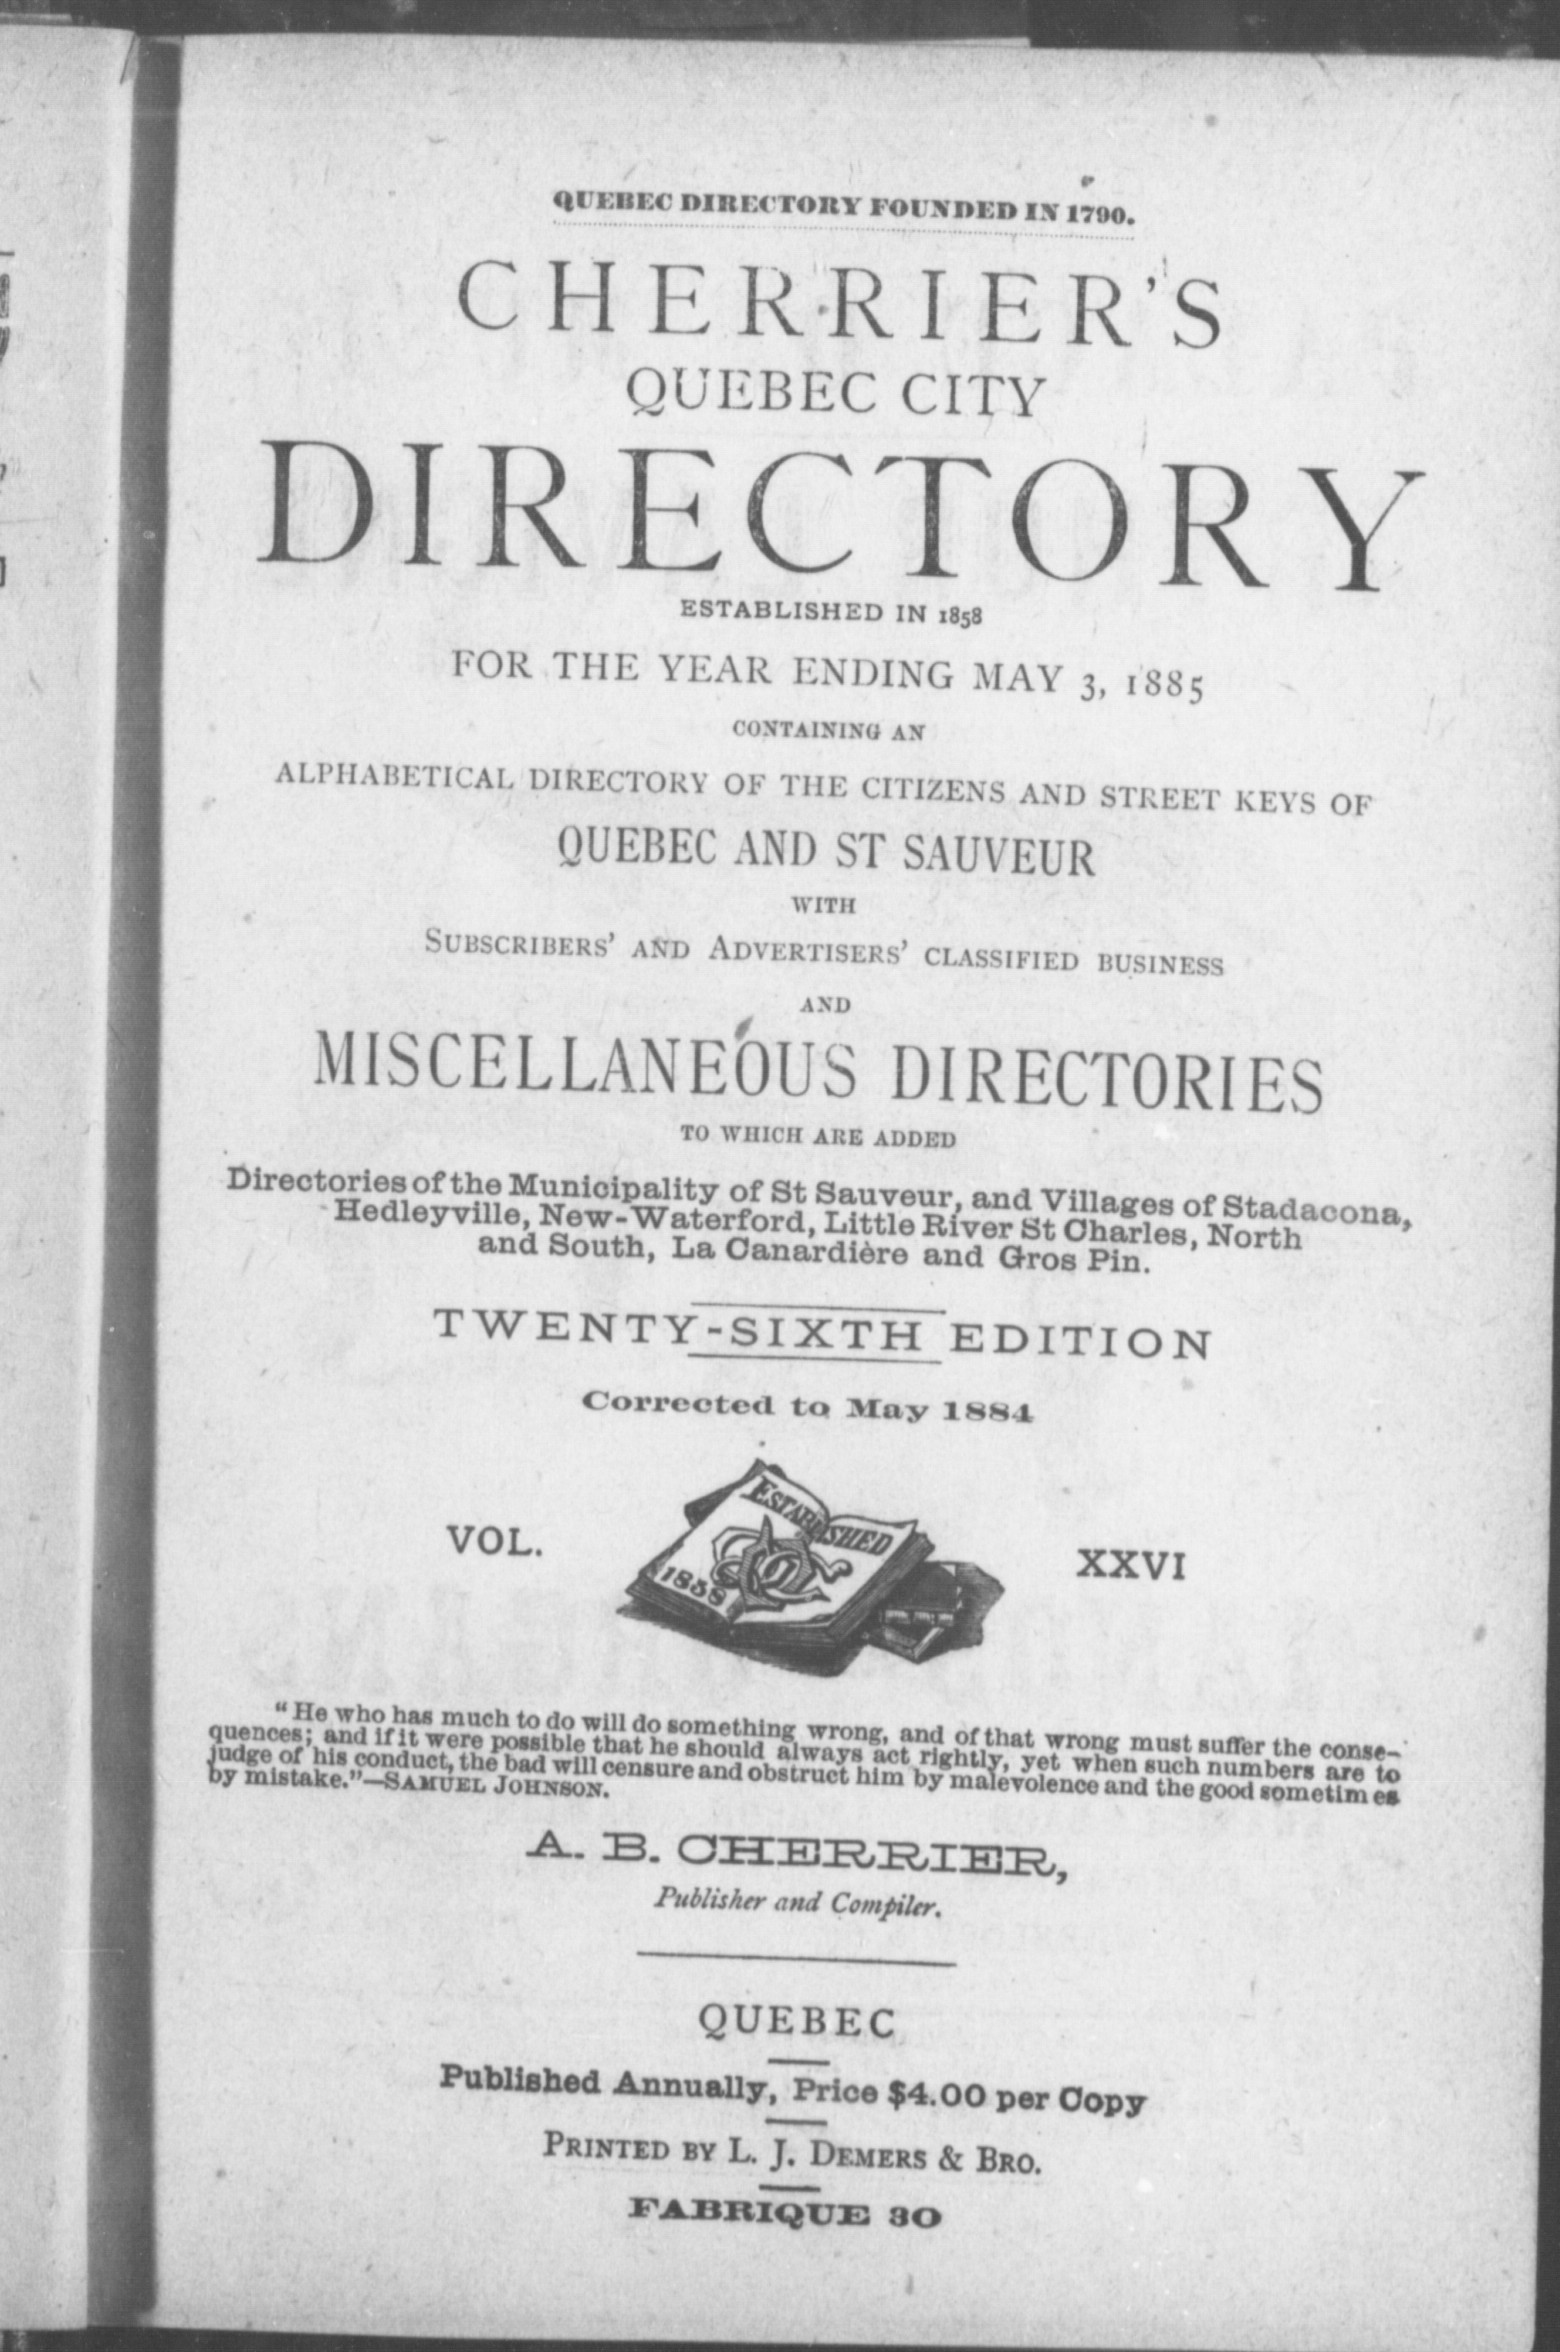 QUEBEC DIRECTORY FOUNDED IN 1790.
CHERRIER'S
QUEBEC CITY
DIRECTORY
ESTABLISHED IN 1858
FOR THE YEAR ENDING MAY 3, 1885
CONTAINING AN
ALPHABETICAL DIRECTORY OF THE CITIZENS AND STREET KEYS OF
QUEBEC AND ST SAUVEUR
WITH
SUBSCRIBERS' AND ADVERTISERS' CLASSIFIED BUSINESS
AND
MISCELLANEOUS DIRECTORIES
TO WHICH ARE ADDED
Directories of the Municipality of St Sauveur, and Villages of Stadacona,
Hedleyville, New-Waterford, Little River St Charles, North
and South, La Canardière and Gros Pin.
TWENTY-SIXTH EDITION
Corrected to May 1884
ESTABLISHED
1858
VOL. XXVI
"He who has much to do will do something wrong, and of that wrong must suffer the conse-
quences; and if it were possible that he should always act rightly, yet when such numbers are to
judge of his conduct, the bad will censure and obstruct him by malevolence and the good sometimes
by mistake."—SAMUEL JOHNSON.
A. B. CHERRIER,
Publisher and Compiler.
QUEBEC
Published Annually, Price $4.00 per Copy
PRINTED BY L. J. DEMERS & BRO.
FABRIQUE 30